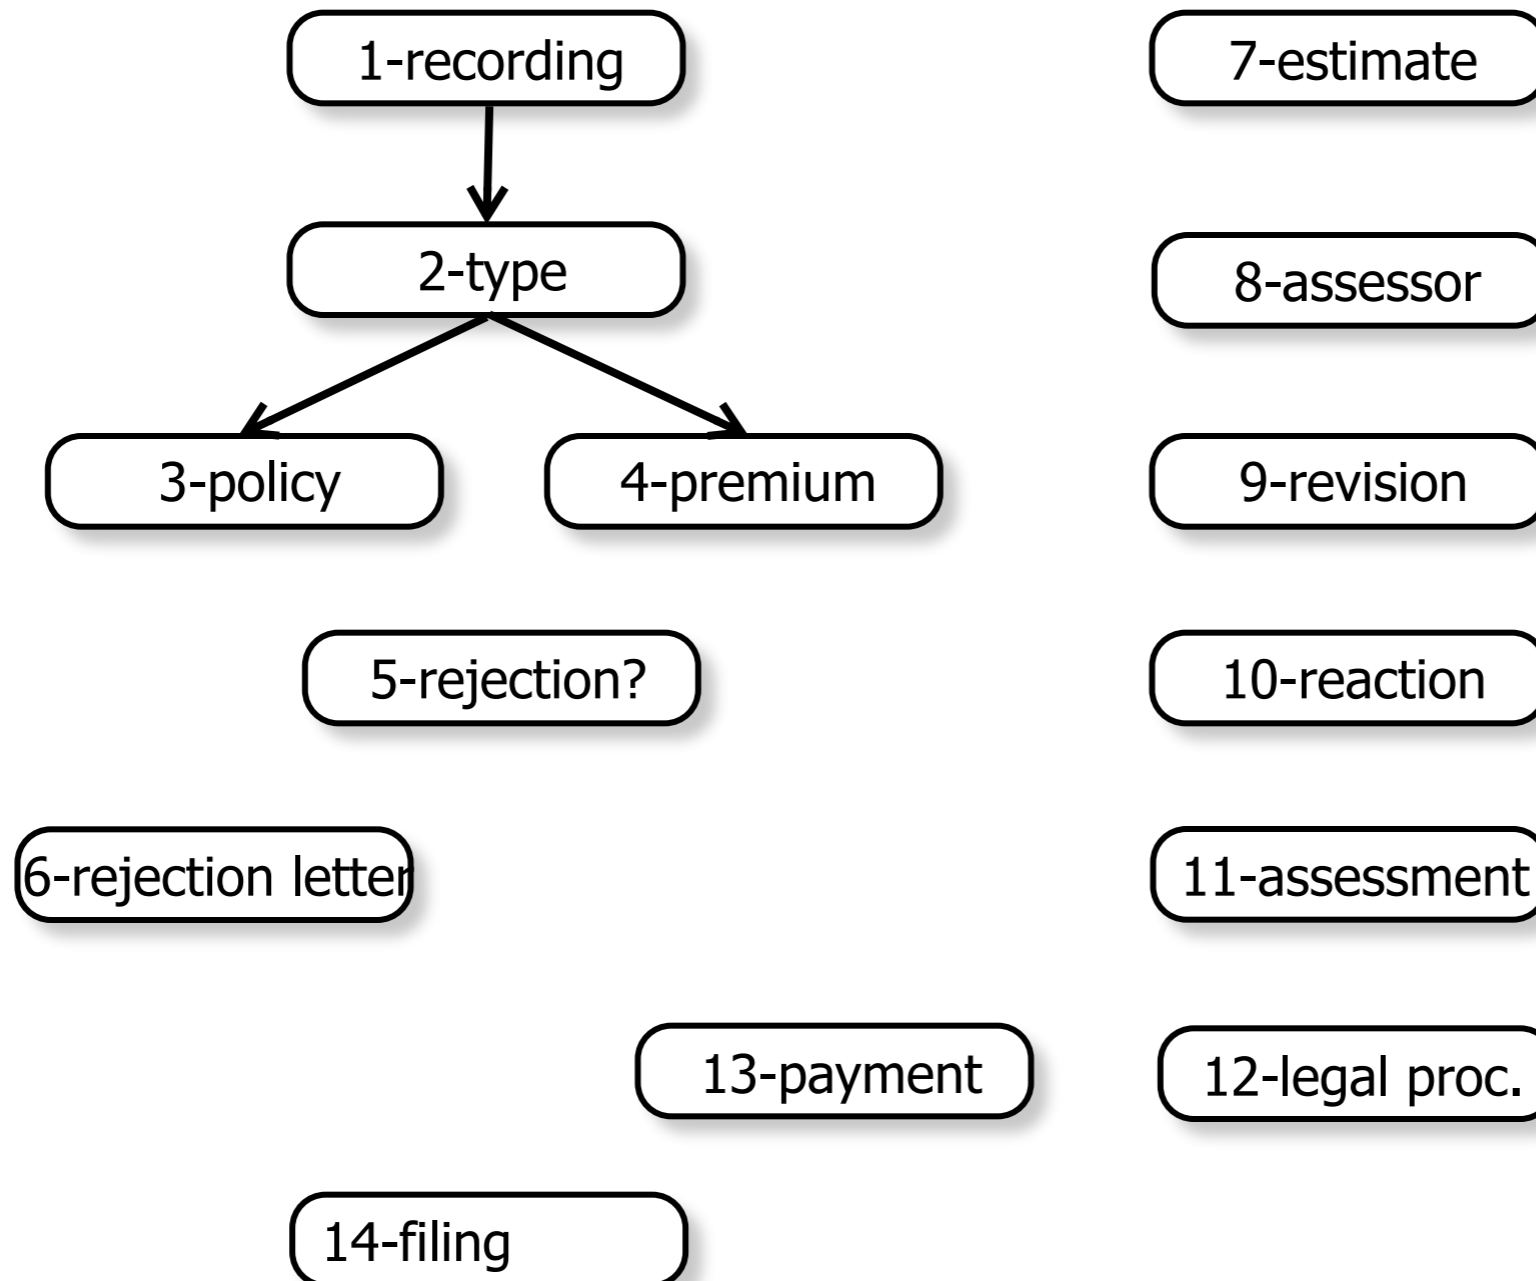 1-recording
7-estimate
2-type
8-assessor
3-policy
4-premium
9-revision
5-rejection?
10-reaction
6-rejection letter
11-assessment
13-payment
12-legal proc.
14-filing